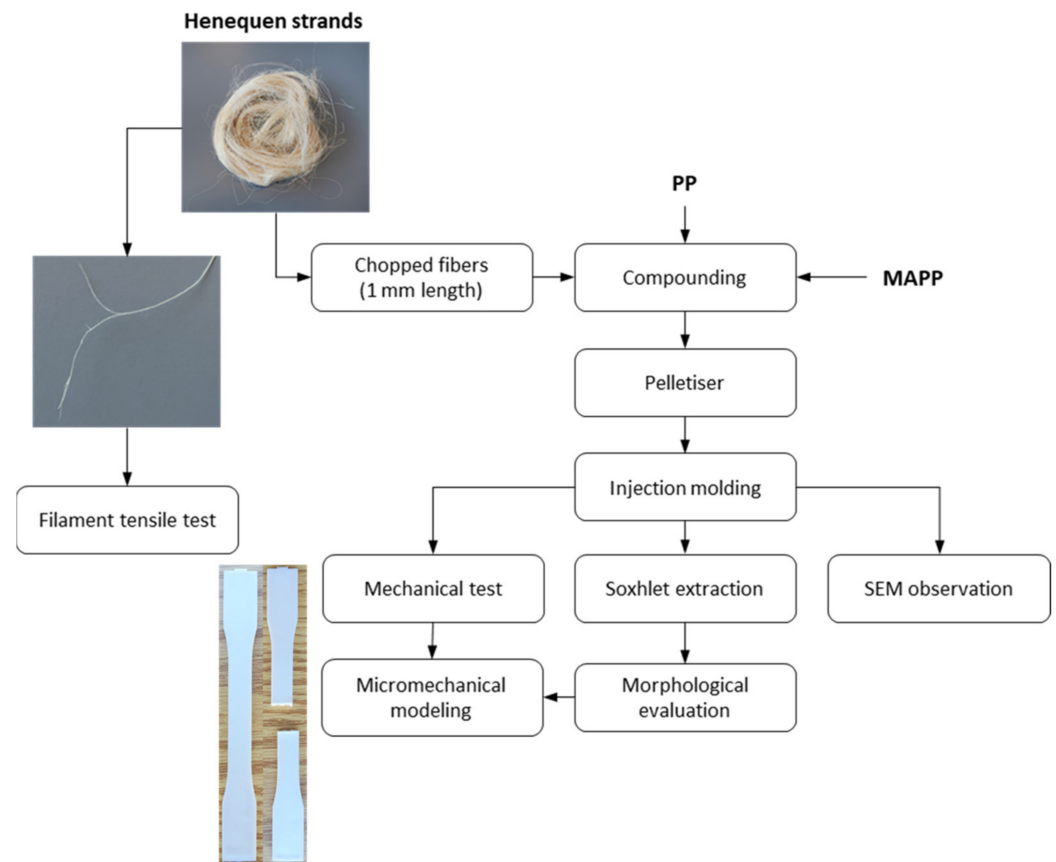 Henequen strands
PP
Chopped fibers
(1 mm length)
Compounding
MAPP
Pelletiser
Injection molding
Filament tensile test
Mechanical test
Soxhlet extraction
SEM observation
Micromechanical
modeling
Morphological
evaluation